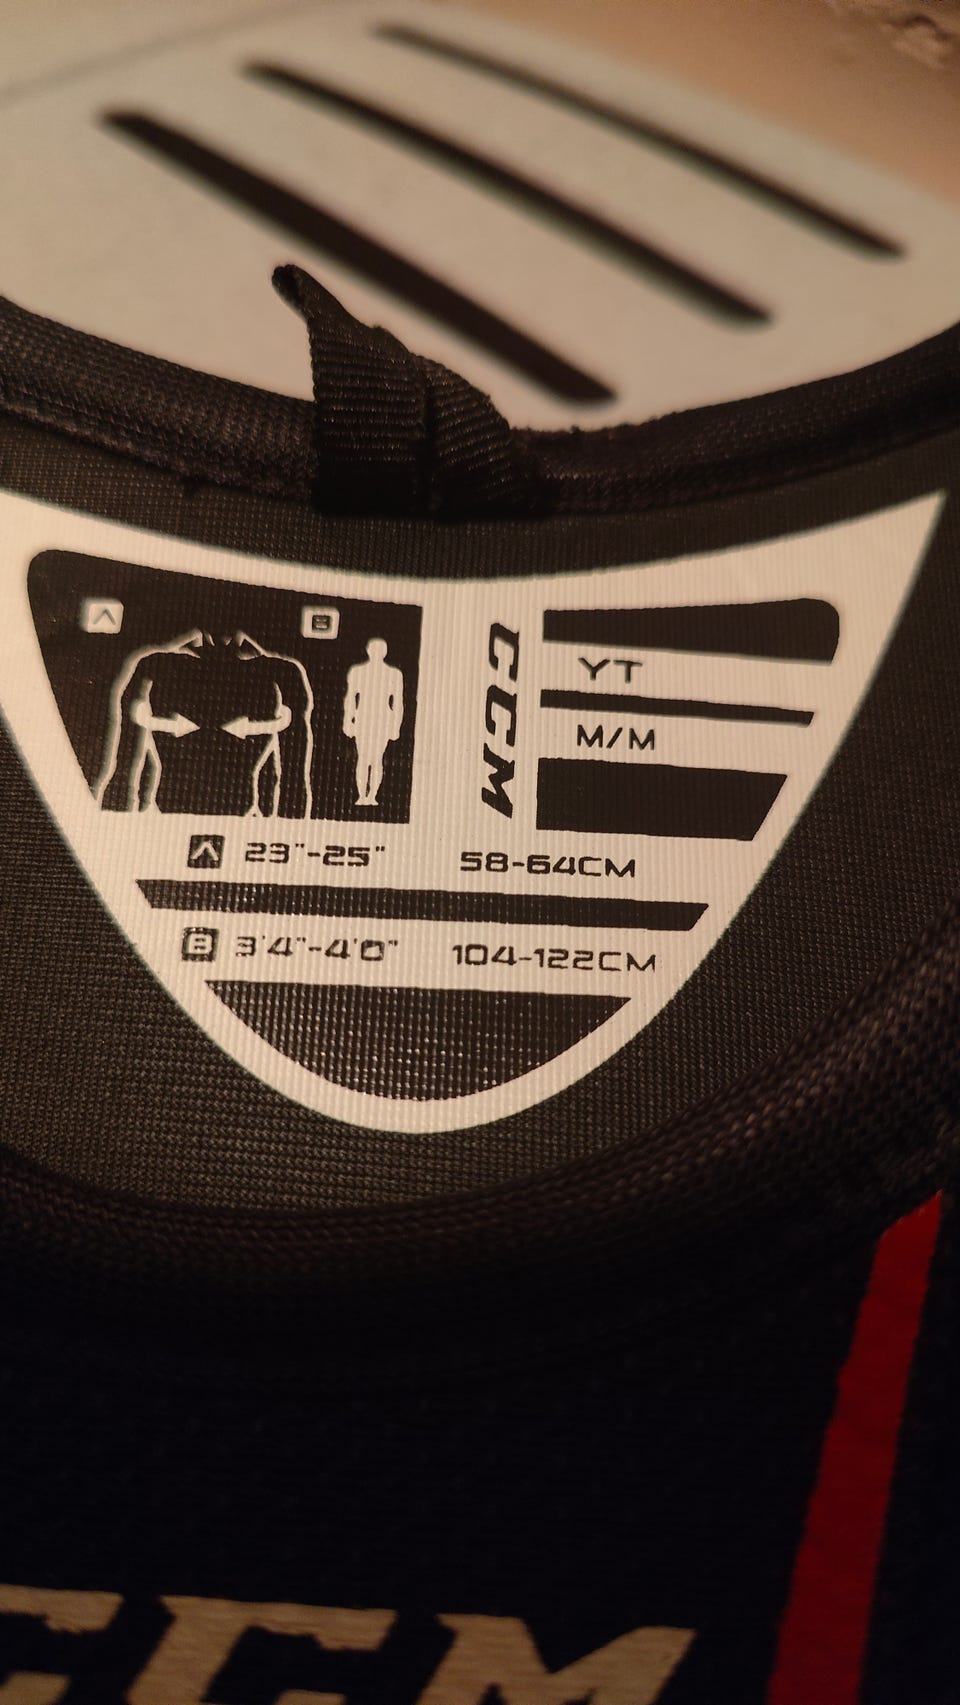 A B
CCM
YT
M/M
A 23"-25" 58-64CM
B 3'4"-4'0" 104-122CM
CCM